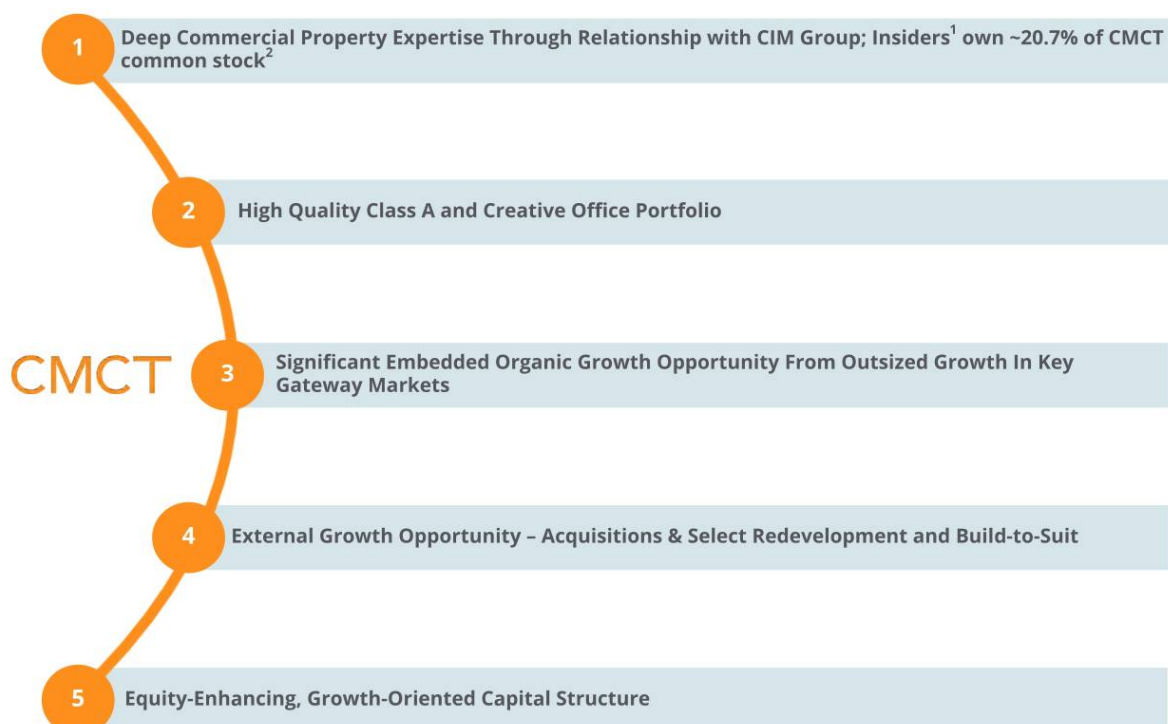 1
Deep Commercial Property Expertise Through Relationship with CIM Group; Insiders¹ own ~20.7% of CMCT
common stock²
2
High Quality Class A and Creative Office Portfolio
CMCT
3
Significant Embedded Organic Growth Opportunity From Outsized Growth In Key
Gateway Markets
4
External Growth Opportunity – Acquisitions & Select Redevelopment and Build-to-Suit
5
Equity-Enhancing, Growth-Oriented Capital Structure